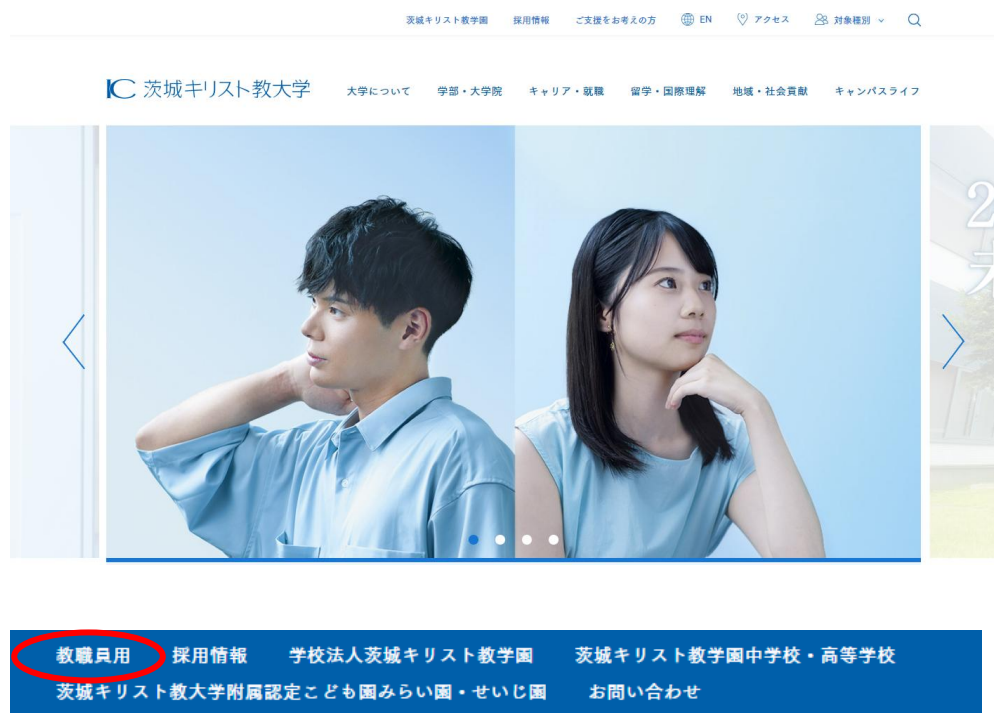 茨城キリスト教学園 採用情報 ご支援をお考えの方 EN アクセス 対象種別
IC 茨城キリスト教大学 大学について 学部・大学院 キャリア・就職 留学・国際理解 地域・社会貢献 キャンパスライフ
2
教職員用 採用情報 学校法人茨城キリスト教学園 茨城キリスト教学園中学校・高等学校
茨城キリスト教大学附属認定こども園みらい園・せいじ園 お問い合わせ